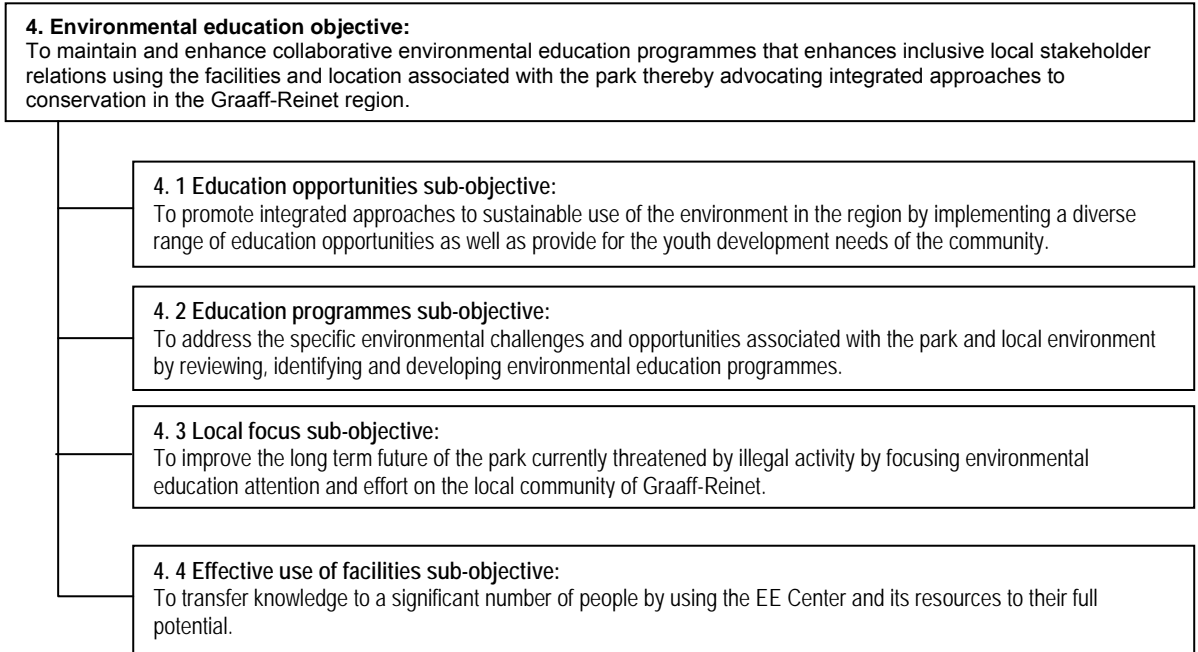 4. Environmental education objective:
To maintain and enhance collaborative environmental education programmes that enhances inclusive local stakeholder
relations using the facilities and location associated with the park thereby advocating integrated approaches to
conservation in the Graaff-Reinet region.
4. 1 Education opportunities sub-objective:
To promote integrated approaches to sustainable use of the environment in the region by implementing a diverse
range of education opportunities as well as provide for the youth development needs of the community.
4. 2 Education programmes sub-objective:
To address the specific environmental challenges and opportunities associated with the park and local environment
by reviewing, identifying and developing environmental education programmes.
4. 3 Local focus sub-objective:
To improve the long term future of the park currently threatened by illegal activity by focusing environmental
education attention and effort on the local community of Graaff-Reinet.
4. 4 Effective use of facilities sub-objective:
To transfer knowledge to a significant number of people by using the EE Center and its resources to their full
potential.